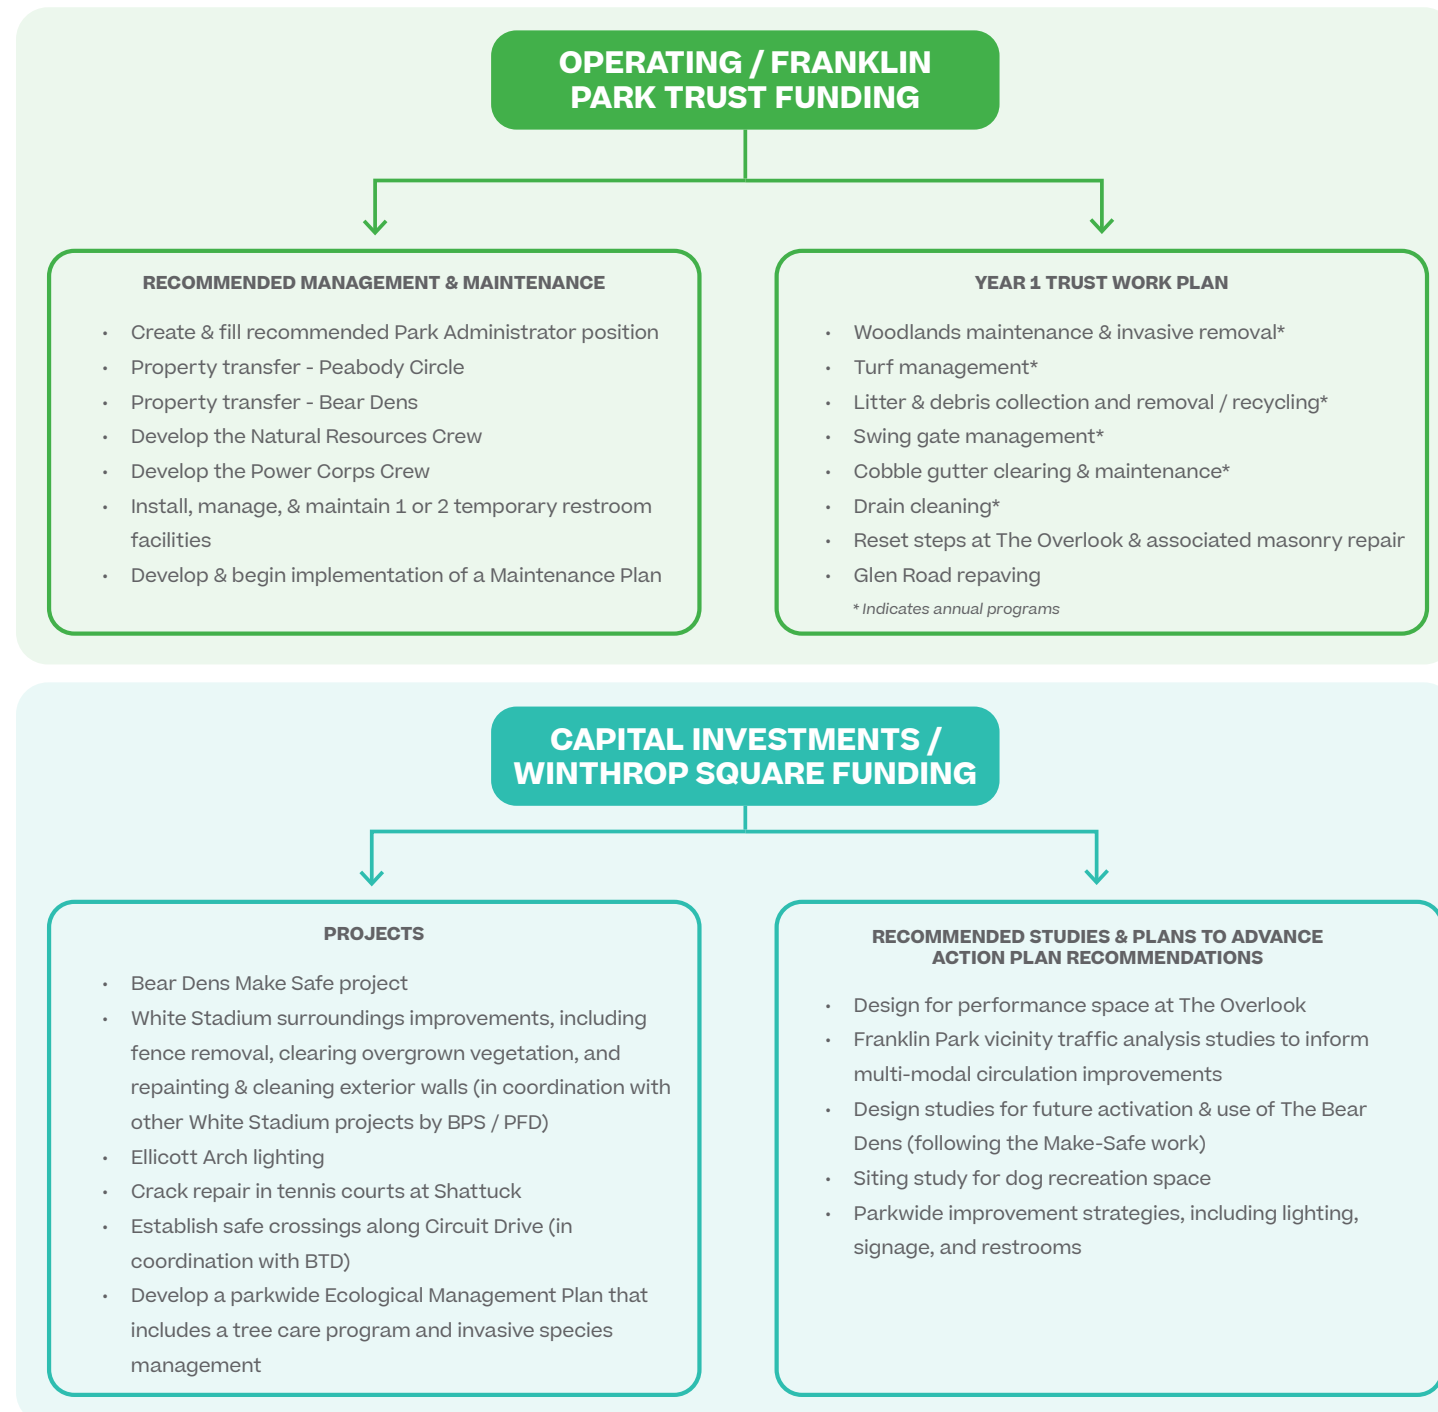 OPERATING / FRANKLIN
PARK TRUST FUNDING
RECOMMENDED MANAGEMENT & MAINTENANCE
• Create & fill recommended Park Administrator position
• Property transfer - Peabody Circle
• Property transfer - Bear Dens
• Develop the Natural Resources Crew
• Develop the Power Corps Crew
• Install, manage, & maintain 1 or 2 temporary restroom
facilities
• Develop & begin implementation of a Maintenance Plan
YEAR 1 TRUST WORK PLAN
• Woodlands maintenance & invasive removal*
• Turf management*
• Litter & debris collection and removal / recycling*
• Swing gate management*
• Cobble gutter clearing & maintenance*
• Drain cleaning*
• Reset steps at The Overlook & associated masonry repair
• Glen Road repaving
* Indicates annual programs
CAPITAL INVESTMENTS /
WINTHROP SQUARE FUNDING
PROJECTS
• Bear Dens Make Safe project
• White Stadium surroundings improvements, including
fence removal, clearing overgrown vegetation, and
repainting & cleaning exterior walls (in coordination with
other White Stadium projects by BPS / PFD)
• Ellicott Arch lighting
• Crack repair in tennis courts at Shattuck
• Establish safe crossings along Circuit Drive (in
coordination with BTD)
• Develop a parkwide Ecological Management Plan that
includes a tree care program and invasive species
management
RECOMMENDED STUDIES & PLANS TO ADVANCE
ACTION PLAN RECOMMENDATIONS
• Design for performance space at The Overlook
• Franklin Park vicinity traffic analysis studies to inform
multi-modal circulation improvements
• Design studies for future activation & use of The Bear
Dens (following the Make-Safe work)
• Siting study for dog recreation space
• Parkwide improvement strategies, including lighting,
signage, and restrooms